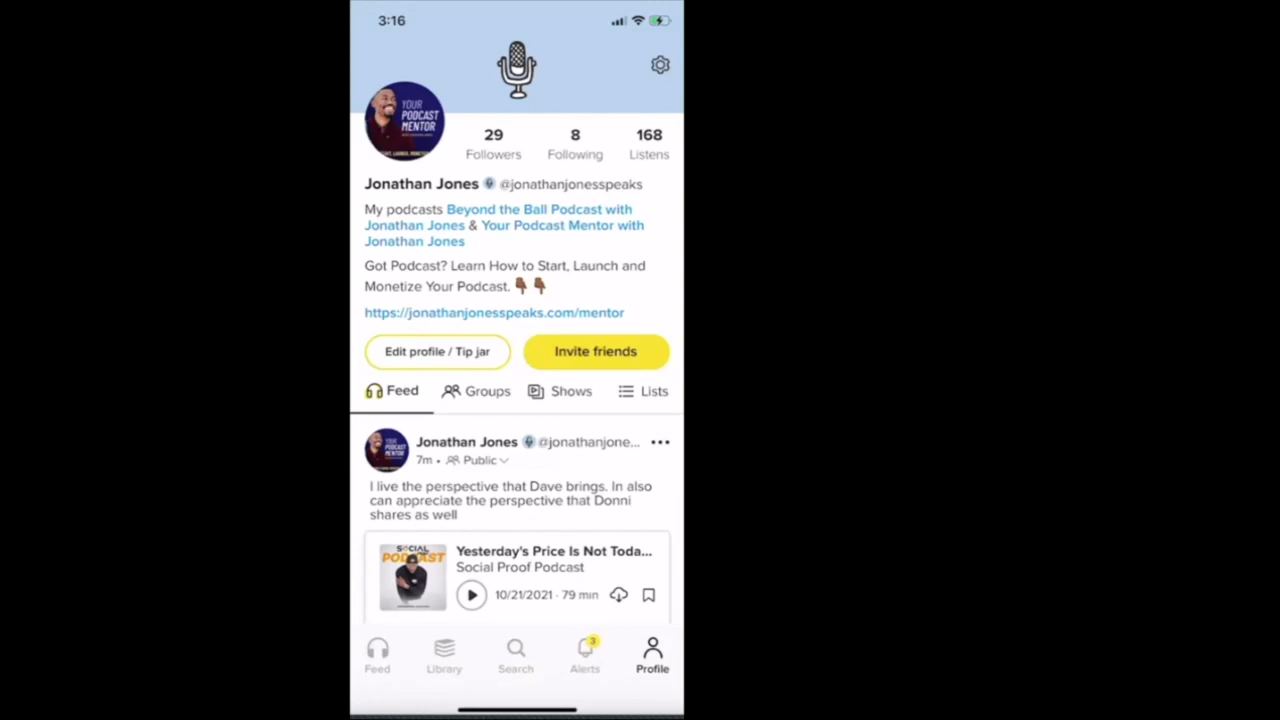 3:16
YOUR
PODCAST
MENTOR
29
Followers
8
Following
168
Listens
Jonathan Jones @jonathanjonesspeaks
My podcasts Beyond the Ball Podcast with
Jonathan Jones & Your Podcast Mentor with
Jonathan Jones
Got Podcast? Learn How to Start, Launch and
Monetize Your Podcast.
https://jonathanjonesspeaks.com/mentor
Edit profile / Tip jar
Invite friends
Feed
Groups
Shows
Lists
Jonathan Jones @jonathanjone...
7m • Public
I live the perspective that Dave brings. In also
can appreciate the perspective that Donni
shares as well
SOCIAL
PODCAST
Yesterday's Price Is Not Toda...
Social Proof Podcast
10/21/2021 · 79 min
Feed
Library
Search
3
Alerts
Profile